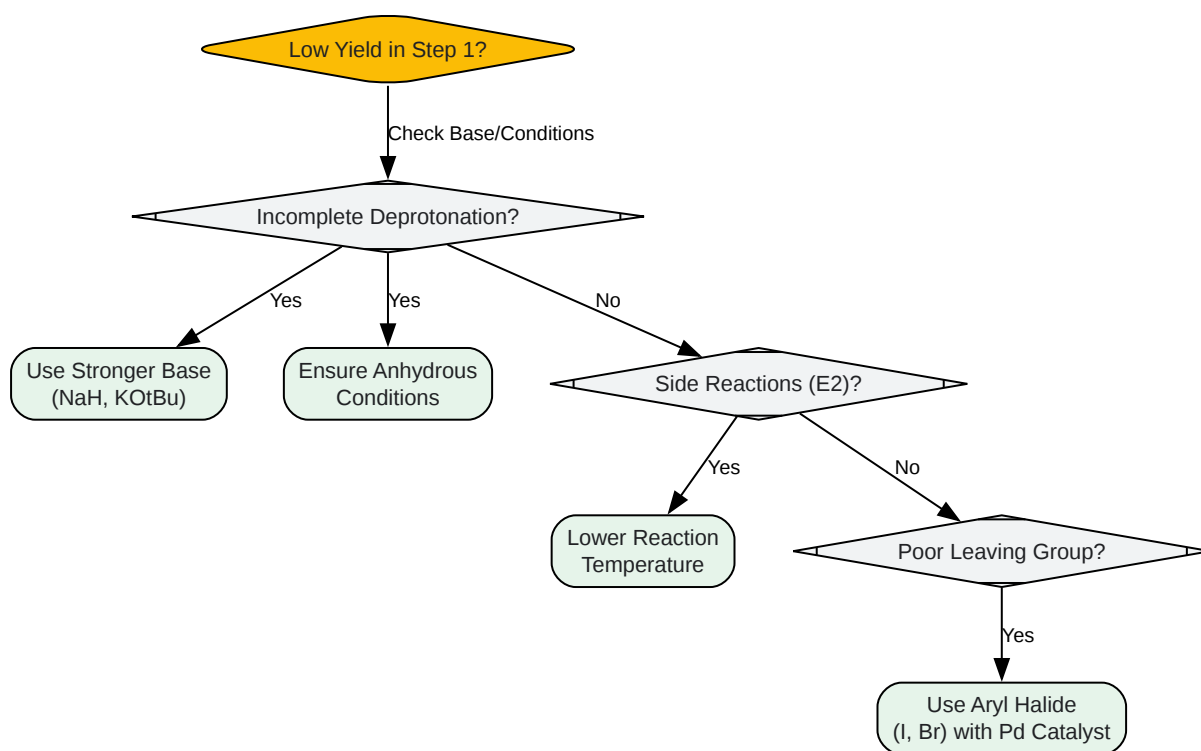 Low Yield in Step 1?
Check Base/Conditions
Incomplete Deprotonation?
Yes
Yes
No
Use Stronger Base
(NaH, KOtBu)
Ensure Anhydrous
Conditions
Side Reactions (E2)?
Yes
No
Lower Reaction
Temperature
Poor Leaving Group?
Yes
Use Aryl Halide
(I, Br) with Pd Catalyst